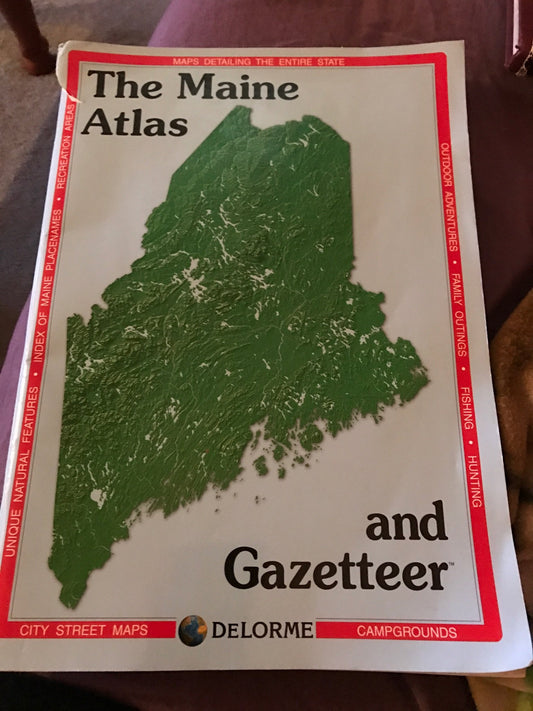 MAPS DETAILING THE ENTIRE STATE
The Maine
Atlas
UNIQUE NATURAL FEATURES • INDEX OF MAINE PLACENAMES • RECREATION AREAS
OUTDOOR ADVENTURES • FAMILY OUTINGS • FISHING • HUNTING
and
Gazetteer™
CITY STREET MAPS
DELORME
CAMPGROUNDS